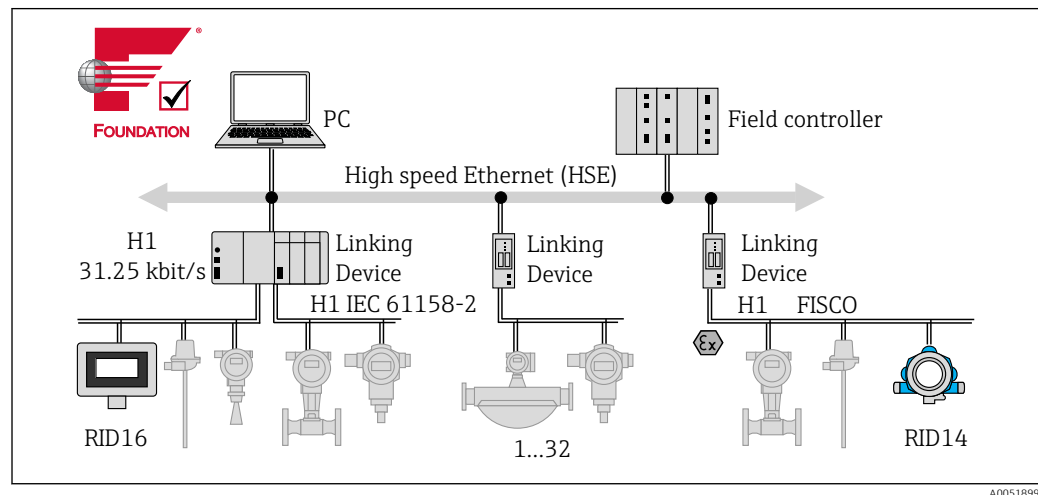 ®
FOUNDATION
PC
Field controller
High speed Ethernet (HSE)
H1
31.25 kbit/s
Linking
Device
Linking
Device
Linking
Device
H1 IEC 61158-2
H1
FISCO
εx
RID16
1...32
RID14
A0051899